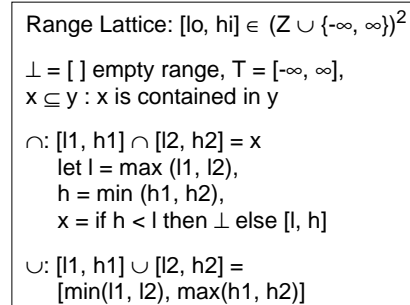 Range Lattice: [lo, hi] ∈ (Z ∪ {-∞, ∞})²
⊥ = [ ] empty range, T = [-∞, ∞],
x ⊆ y : x is contained in y
∩: [l1, h1] ∩ [l2, h2] = x
let l = max (l1, l2),
h = min (h1, h2),
x = if h < l then ⊥ else [l, h]
∪: [l1, h1] ∪ [l2, h2] =
[min(l1, l2), max(h1, h2)]